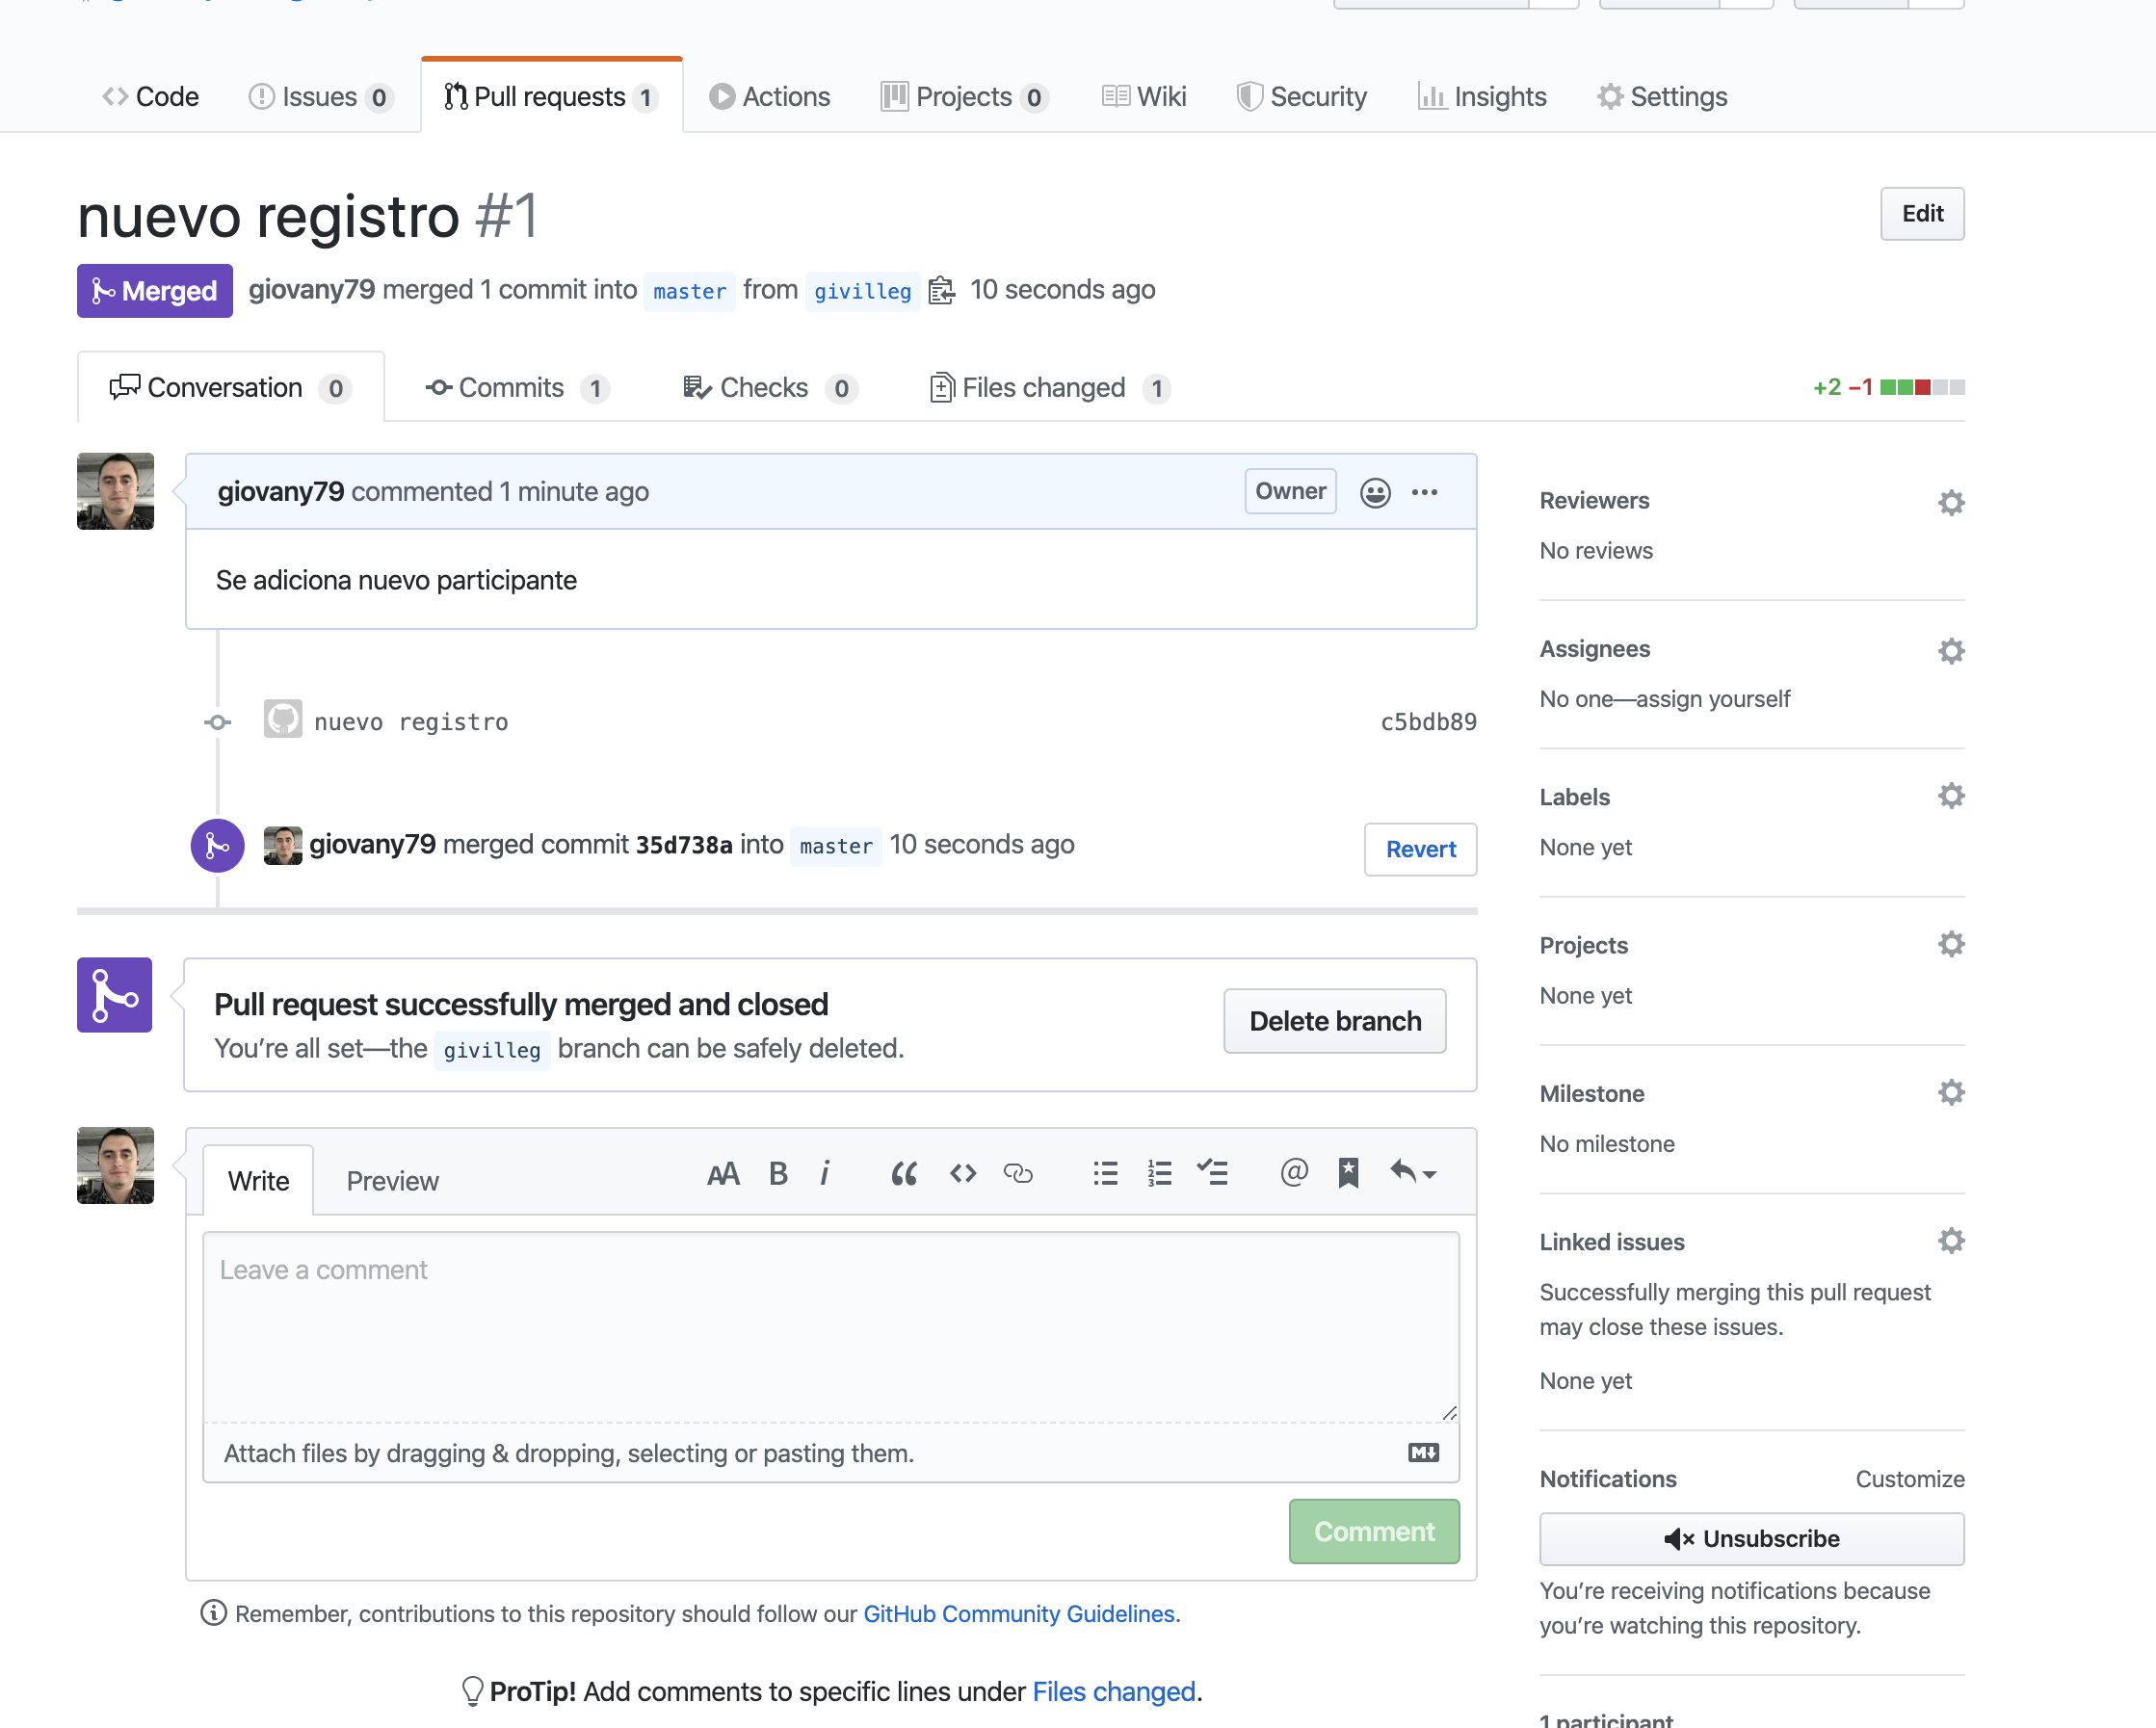 Code Issues 0 Pull requests 1 Actions Projects 0 Wiki Security Insights Settings
nuevo registro #1
Edit
Merged giovany79 merged 1 commit into master from givilleg 10 seconds ago
Conversation 0 Commits 1 Checks 0 Files changed 1 +2 −1
giovany79 commented 1 minute ago Owner
Se adiciona nuevo participante
nuevo registro c5bdb89
giovany79 merged commit 35d738a into master 10 seconds ago Revert
Pull request successfully merged and closed
You’re all set—the givilleg branch can be safely deleted.
Delete branch
Write Preview
Leave a comment
Attach files by dragging & dropping, selecting or pasting them.
Comment
Remember, contributions to this repository should follow our GitHub Community Guidelines.
ProTip! Add comments to specific lines under Files changed.
Reviewers
No reviews
Assignees
No one—assign yourself
Labels
None yet
Projects
None yet
Milestone
No milestone
Linked issues
Successfully merging this pull request
may close these issues.
None yet
Notifications Customize
Unsubscribe
You’re receiving notifications because
you’re watching this repository.
1 participant